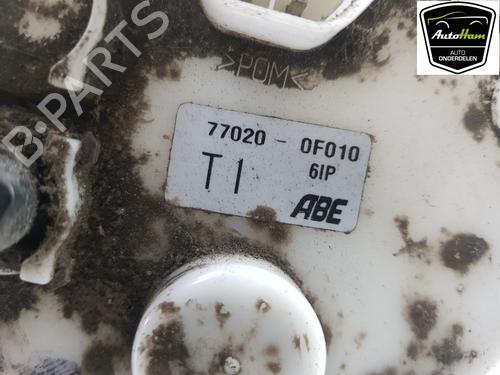 AutoHam
AUTO
ONDERDELEN
>POM<
77020 - 0F010
T1 6IP
ABE
B-PARTS